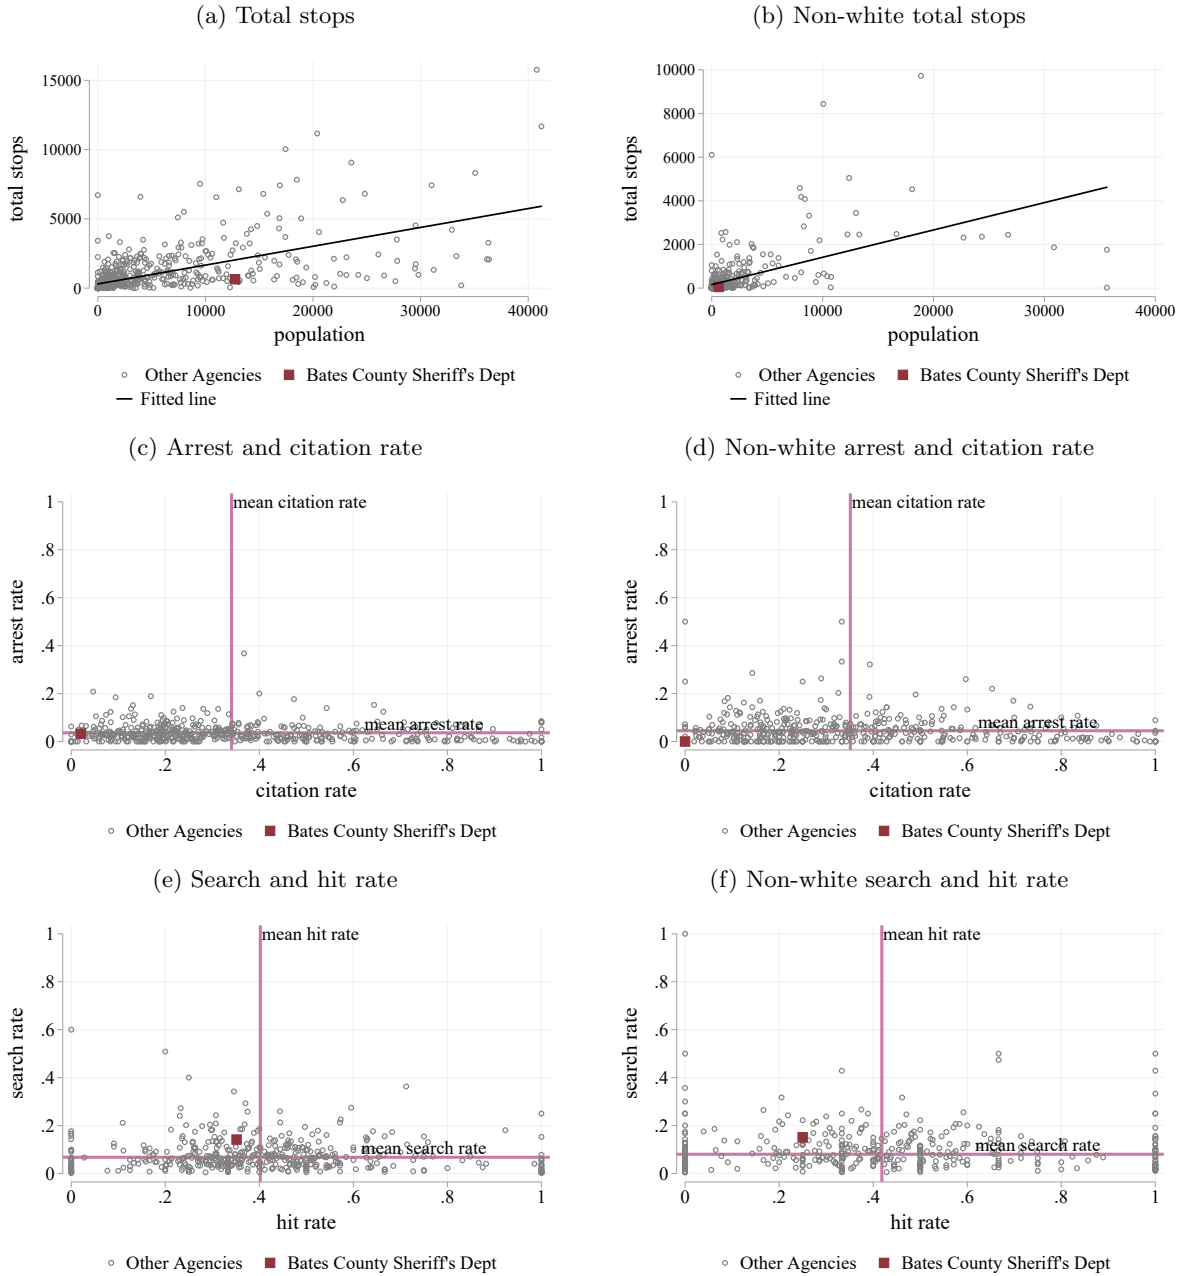 (a) Total stops
total stops
15000
10000
5000
0
0 10000 20000 30000 40000
population
Other Agencies Bates County Sheriff's Dept
Fitted line
(b) Non-white total stops
total stops
10000
8000
6000
4000
2000
0
0 10000 20000 30000 40000
population
Other Agencies Bates County Sheriff's Dept
Fitted line
(c) Arrest and citation rate
arrest rate
1
.8
.6
.4
.2
0
mean citation rate
mean arrest rate
0 .2 .4 .6 .8 1
citation rate
Other Agencies Bates County Sheriff's Dept
(d) Non-white arrest and citation rate
arrest rate
1
.8
.6
.4
.2
0
mean citation rate
mean arrest rate
0 .2 .4 .6 .8 1
citation rate
Other Agencies Bates County Sheriff's Dept
(e) Search and hit rate
search rate
1
.8
.6
.4
.2
0
mean hit rate
mean search rate
0 .2 .4 .6 .8 1
hit rate
Other Agencies Bates County Sheriff's Dept
(f) Non-white search and hit rate
search rate
1
.8
.6
.4
.2
0
mean hit rate
mean search rate
0 .2 .4 .6 .8 1
hit rate
Other Agencies Bates County Sheriff's Dept